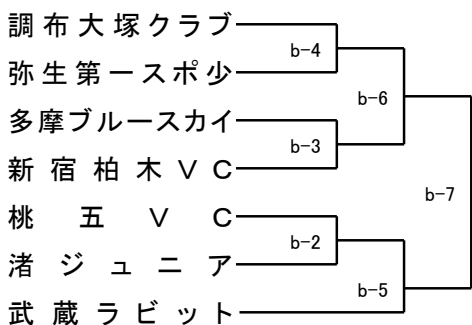 調布大塚クラブ
b-4
弥生第一スポ少
b-6
多摩ブルースカイ
b-3
新宿柏木VC
b-7
桃五VC
b-2
渚ジュニア
b-5
武蔵ラビット